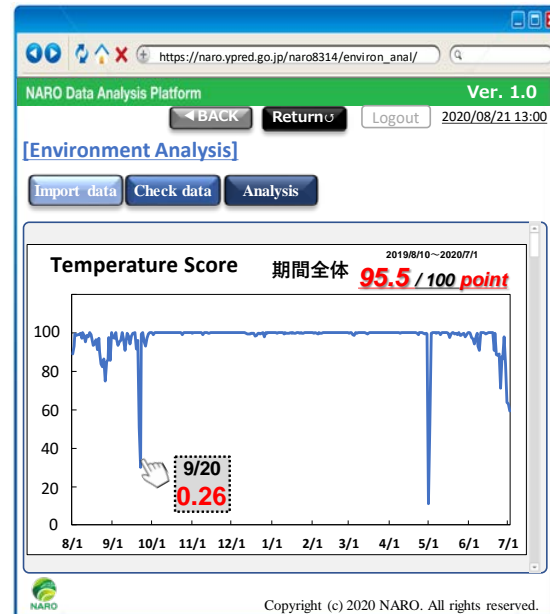 https://naro.ypred.go.jp/naro8314/environ_anal/
NARO Data Analysis Platform
Ver. 1.0
◀BACK
Return↺
Logout
2020/08/21 13:00
[Environment Analysis]
Import data
Check data
Analysis
Temperature Score
期間全体
2019/8/10~2020/7/1
95.5 / 100 point
100
80
60
40
20
0
9/20
0.26
8/1 9/1 10/1 11/1 12/1 1/1 2/1 3/1 4/1 5/1 6/1 7/1
NARO
Copyright (c) 2020 NARO. All rights reserved.